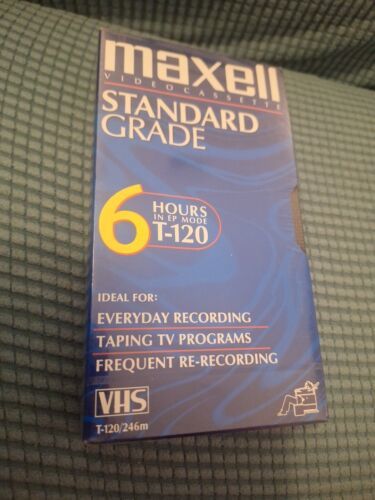 maxell
VIDEOCASSETTE
STANDARD
GRADE
6 HOURS
IN EP MODE
T-120
IDEAL FOR:
EVERYDAY RECORDING
TAPING TV PROGRAMS
FREQUENT RE-RECORDING
VHS
T-120/246m